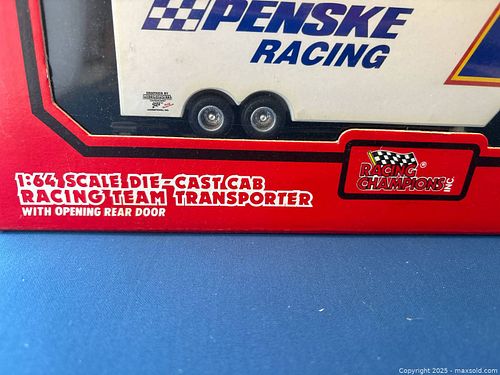 PENSKE
RACING
1:64 SCALE DIE-CAST CAB
RACING TEAM TRANSPORTER
WITH OPENING REAR DOOR
RACING
CHAMPIONS INC
®
Copyright 2025 - maxsold.com